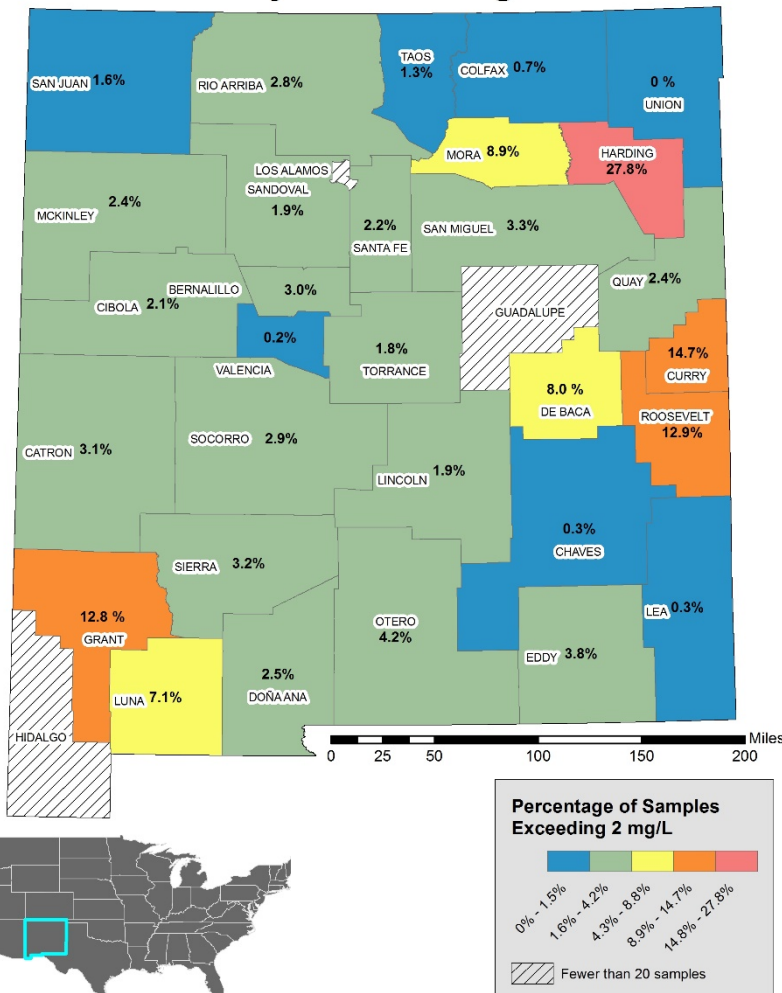 TAOS
1.3%
COLFAX 0.7%
0 %
UNION
SAN JUAN 1.6%
RIO ARRIBA 2.8%
MORA 8.9%
HARDING
27.8%
LOS ALAMOS
SANDOVAL
1.9%
2.4%
MCKINLEY
2.2%
SANTA FE
SAN MIGUEL 3.3%
QUAY 2.4%
BERNALILLO 3.0%
CIBOLA 2.1%
GUADALUPE
0.2%
VALENCIA
1.8%
TORRANCE
14.7%
CURRY
8.0 %
DE BACA
ROOSEVELT
12.9%
CATRON 3.1%
SOCORRO 2.9%
LINCOLN 1.9%
0.3%
CHAVES
SIERRA 3.2%
LEA 0.3%
12.8 %
GRANT
OTERO
4.2%
EDDY 3.8%
2.5%
DOÑA ANA
LUNA 7.1%
HIDALGO
Miles
0 25 50 100 150 200
Percentage of Samples
Exceeding 2 mg/L
0% - 1.5%
1.6% - 4.2%
4.3% - 8.8%
8.9% - 14.7%
14.8% - 27.8%
Fewer than 20 samples